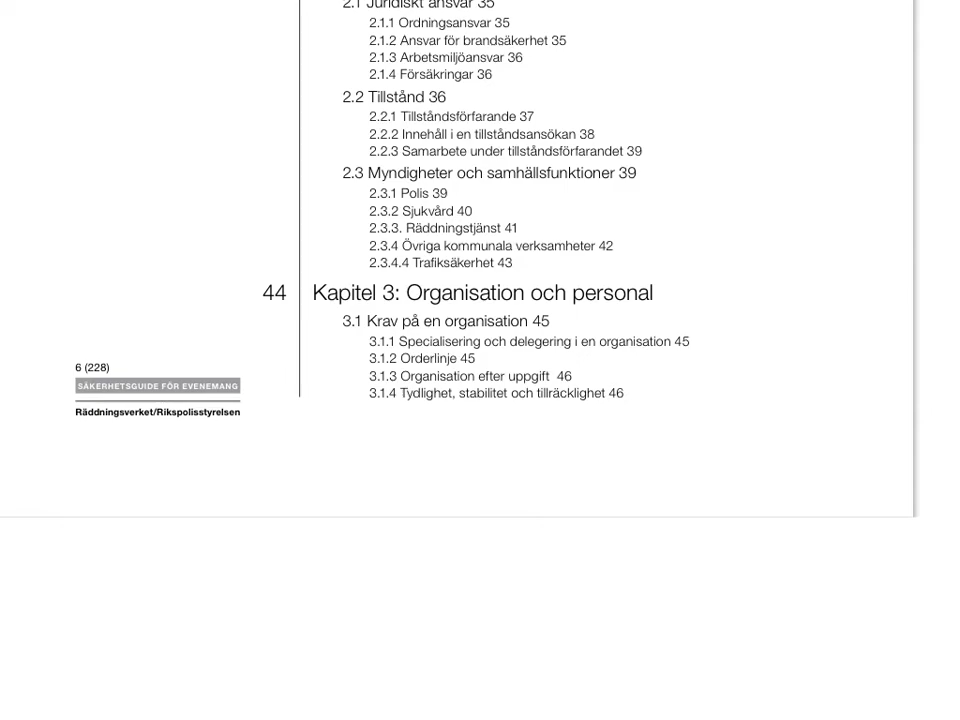 2.1 Juridiskt ansvar 35
2.1.1 Ordningsansvar 35
2.1.2 Ansvar för brandsäkerhet 35
2.1.3 Arbetsmiljöansvar 36
2.1.4 Försäkringar 36
2.2 Tillstånd 36
2.2.1 Tillståndsförfarande 37
2.2.2 Innehåll i en tillståndsansökan 38
2.2.3 Samarbete under tillståndsförfarandet 39
2.3 Myndigheter och samhällsfunktioner 39
2.3.1 Polis 39
2.3.2 Sjukvård 40
2.3.3. Räddningstjänst 41
2.3.4 Övriga kommunala verksamheter 42
2.3.4.4 Trafiksäkerhet 43
44 Kapitel 3: Organisation och personal
3.1 Krav på en organisation 45
3.1.1 Specialisering och delegering i en organisation 45
3.1.2 Orderlinje 45
3.1.3 Organisation efter uppgift 46
3.1.4 Tydlighet, stabilitet och tillräcklighet 46
6 (228)
SÄKERHETSGUIDE FÖR EVENEMANG
Räddningsverket/Rikspolisstyrelsen